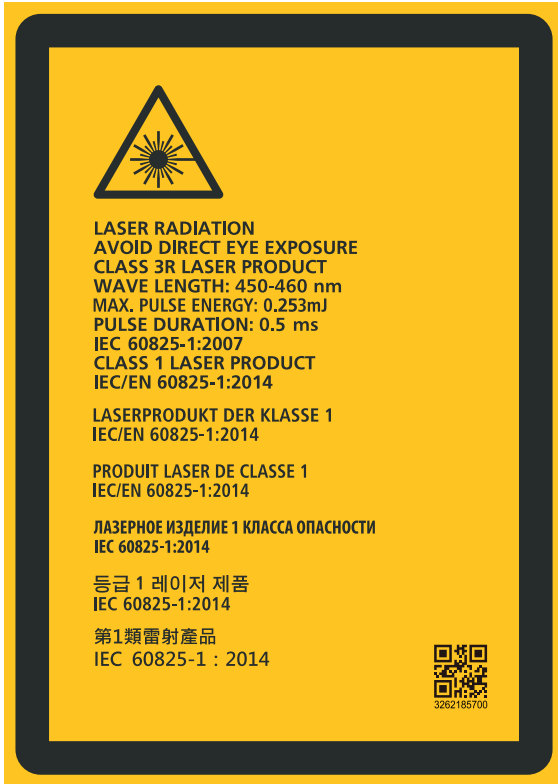 LASER RADIATION
AVOID DIRECT EYE EXPOSURE
CLASS 3R LASER PRODUCT
WAVE LENGTH: 450-460 nm
MAX. PULSE ENERGY: 0.253mJ
PULSE DURATION: 0.5 ms
IEC 60825-1:2007
CLASS 1 LASER PRODUCT
IEC/EN 60825-1:2014
LASERPRODUKT DER KLASSE 1
IEC/EN 60825-1:2014
PRODUIT LASER DE CLASSE 1
IEC/EN 60825-1:2014
ЛАЗЕРНОЕ ИЗДЕЛИЕ 1 КЛАССА ОПАСНОСТИ
IEC 60825-1:2014
등급 1 레이저 제품
IEC 60825-1:2014
第1類雷射產品
IEC 60825-1：2014
3262185700